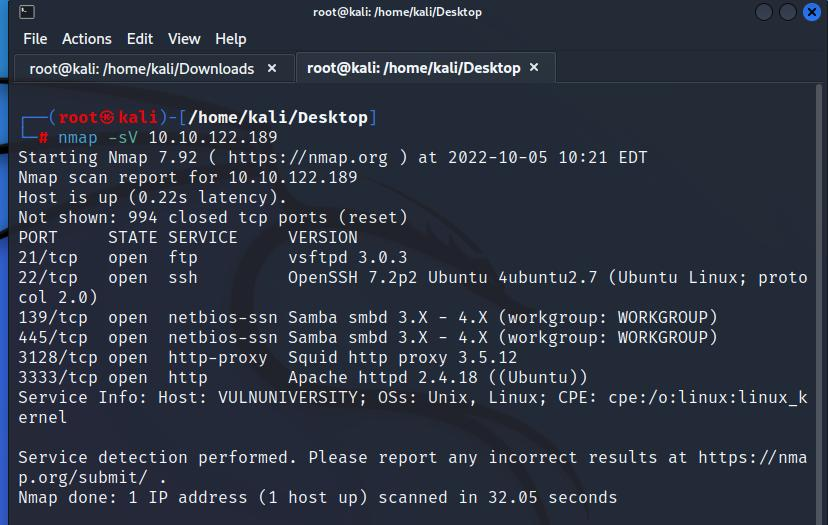 root@kali: /home/kali/Desktop
File Actions Edit View Help
root@kali: /home/kali/Downloads × root@kali: /home/kali/Desktop ×
┌──(root㉿kali)-[/home/kali/Desktop]
└─# nmap -sV 10.10.122.189
Starting Nmap 7.92 ( https://nmap.org ) at 2022-10-05 10:21 EDT
Nmap scan report for 10.10.122.189
Host is up (0.22s latency).
Not shown: 994 closed tcp ports (reset)
PORT     STATE SERVICE     VERSION
21/tcp   open  ftp         vsftpd 3.0.3
22/tcp   open  ssh         OpenSSH 7.2p2 Ubuntu 4ubuntu2.7 (Ubuntu Linux; proto
col 2.0)
139/tcp  open  netbios-ssn Samba smbd 3.X - 4.X (workgroup: WORKGROUP)
445/tcp  open  netbios-ssn Samba smbd 3.X - 4.X (workgroup: WORKGROUP)
3128/tcp open  http-proxy  Squid http proxy 3.5.12
3333/tcp open  http        Apache httpd 2.4.18 ((Ubuntu))
Service Info: Host: VULNUNIVERSITY; OSs: Unix, Linux; CPE: cpe:/o:linux:linux_k
ernel
Service detection performed. Please report any incorrect results at https://nma
p.org/submit/ .
Nmap done: 1 IP address (1 host up) scanned in 32.05 seconds